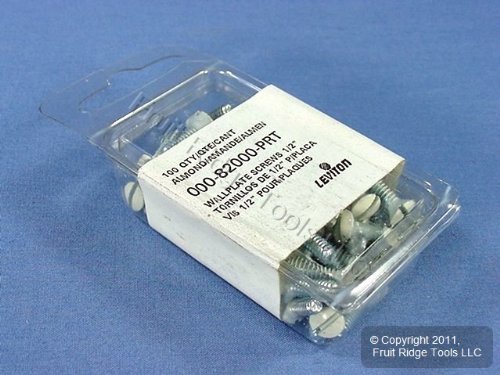 100 QTY/QTE/CANT
ALMOND/AMANDE/ALMEN
000-82000-PRT
WALLPLATE SCREWS 1/2"
TORNILLOS DE 1/2" P/PLACA
VIS 1/2" POUR PLAQUES
LEVITON
Tools
© Copyright 2011,
Fruit Ridge Tools LLC